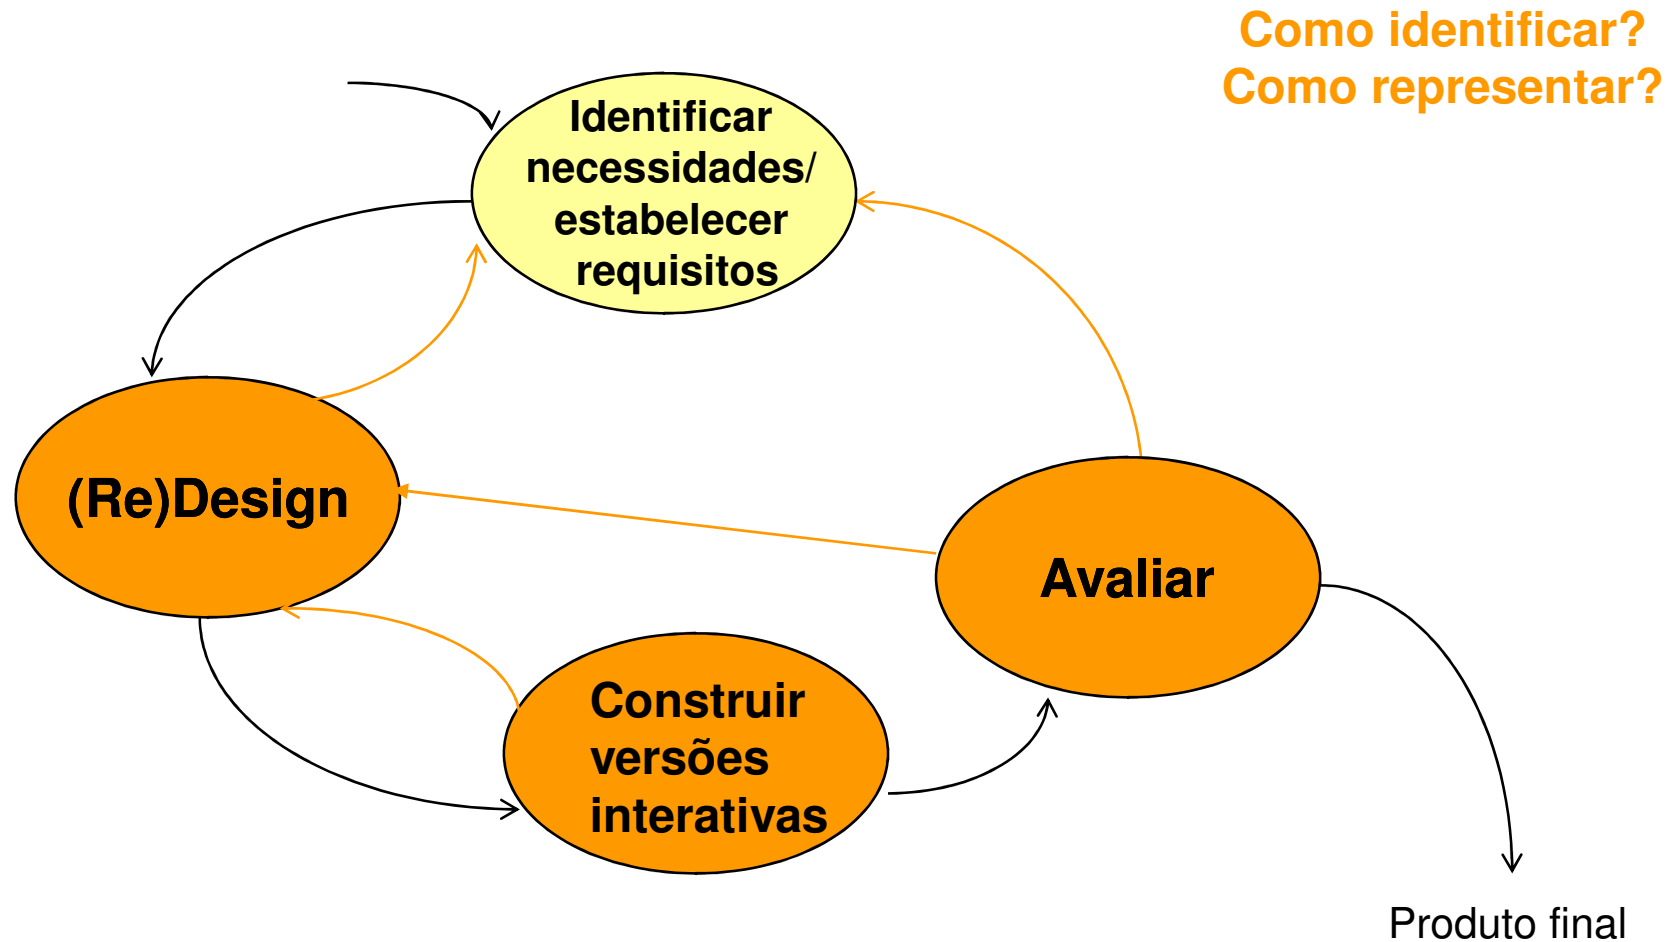 Como identificar?
Como representar?
Identificar
necessidades/
estabelecer
requisitos
(Re)Design
Avaliar
Construir
versões
interativas
Produto final